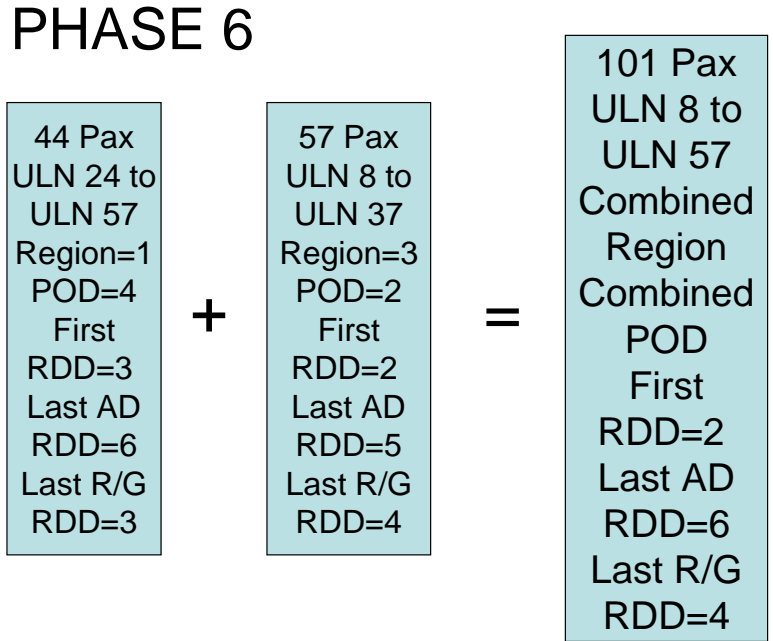 PHASE 6
44 Pax
ULN 24 to
ULN 57
Region=1
POD=4
First
RDD=3
Last AD
RDD=6
Last R/G
RDD=3
+
57 Pax
ULN 8 to
ULN 37
Region=3
POD=2
First
RDD=2
Last AD
RDD=5
Last R/G
RDD=4
=
101 Pax
ULN 8 to
ULN 57
Combined
Region
Combined
POD
First
RDD=2
Last AD
RDD=6
Last R/G
RDD=4